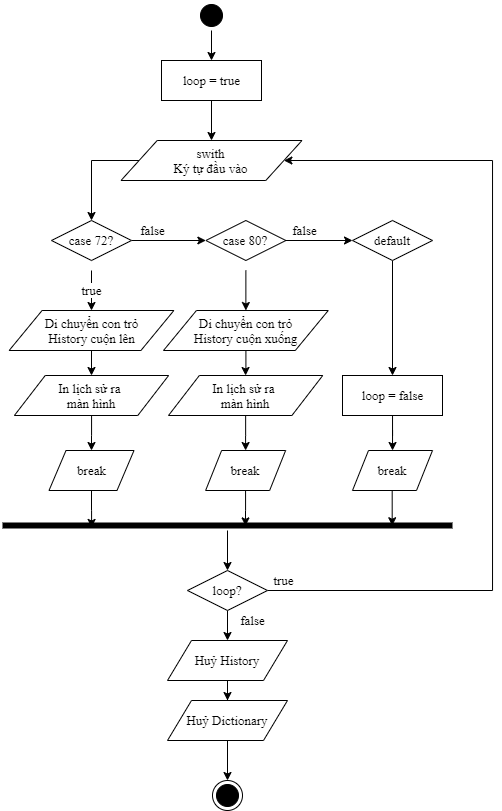 loop = true
swith
Ký tự đầu vào
case 72?
false
case 80?
false
default
true
Di chuyển con trỏ
History cuộn lên
Di chuyển con trỏ
History cuộn xuống
In lịch sử ra
màn hình
In lịch sử ra
màn hình
loop = false
break
break
break
loop?
true
false
Huỷ History
Huỷ Dictionary